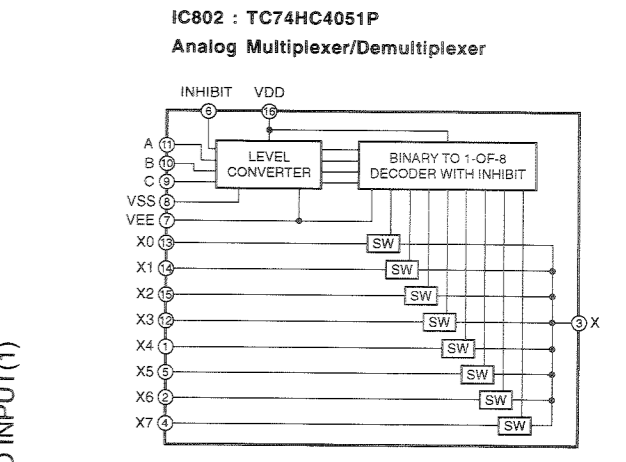 IC802 : TC74HC4051P
Analog Multiplexer/Demultiplexer
INHIBIT VDD
6 16
A 11
B 10
C 9
VSS 8
VEE 7
LEVEL
CONVERTER
BINARY TO 1-OF-8
DECODER WITH INHIBIT
X0 13 SW
X1 14 SW
X2 15 SW
X3 12 SW 3 X
X4 1 SW
X5 5 SW
X6 2 SW
X7 4 SW
INPUT(1)